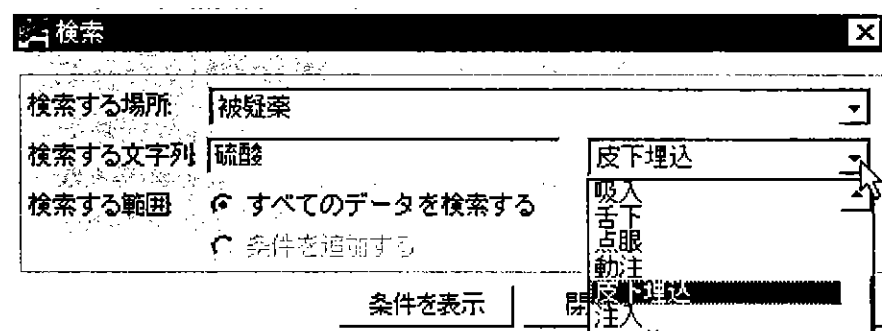 検索
検索する場所: 被疑薬
検索する文字列: 硫酸 皮下埋込
検索する範囲: すべてのデータを検索する
条件を追加する
吸入
舌下
点眼
動注
皮下埋込
注入
条件を表示
閉